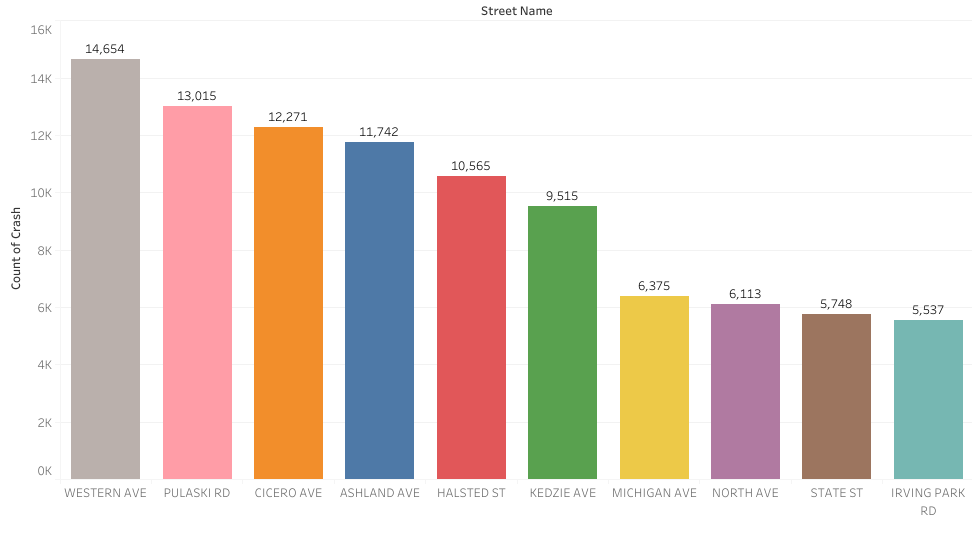 Street Name
16K
14K
12K
10K
8K
6K
4K
2K
0K
Count of Crash
14,654
13,015
12,271
11,742
10,565
9,515
6,375
6,113
5,748
5,537
WESTERN AVE
PULASKI RD
CICERO AVE
ASHLAND AVE
HALSTED ST
KEDZIE AVE
MICHIGAN AVE
NORTH AVE
STATE ST
IRVING PARK
RD